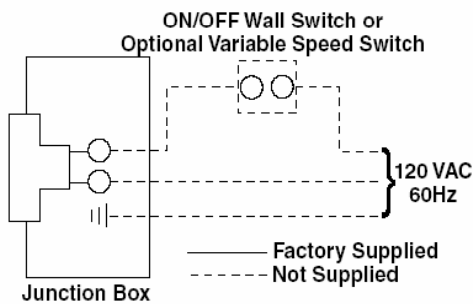 ON/OFF Wall Switch or
Optional Variable Speed Switch
120 VAC
60Hz
Factory Supplied
Not Supplied
Junction Box